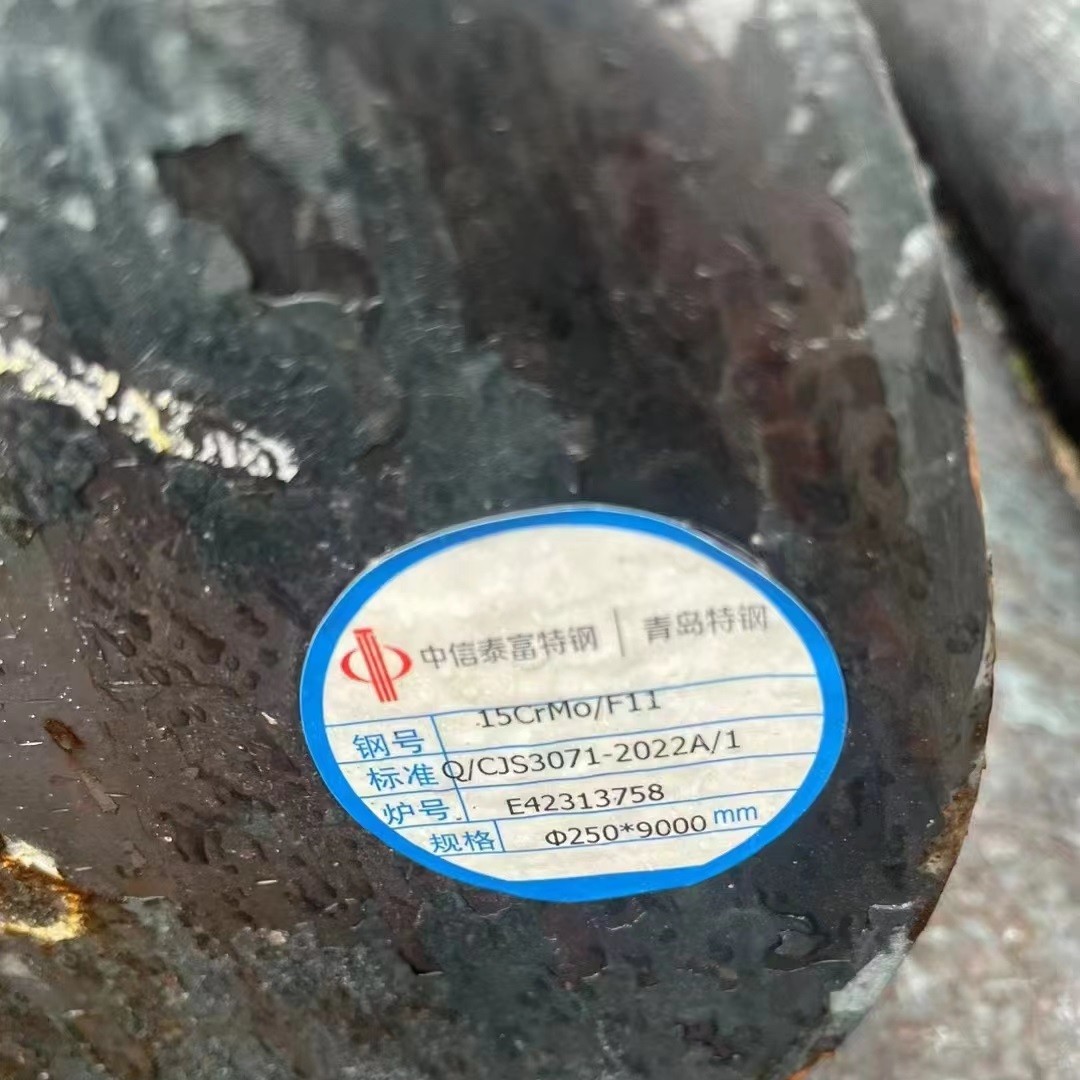 中信泰富特钢 | 青岛特钢
钢号 15CrMo/F11
标准 Q/CJS3071-2022A/1
炉号 E42313758
规格 Φ250*9000 mm